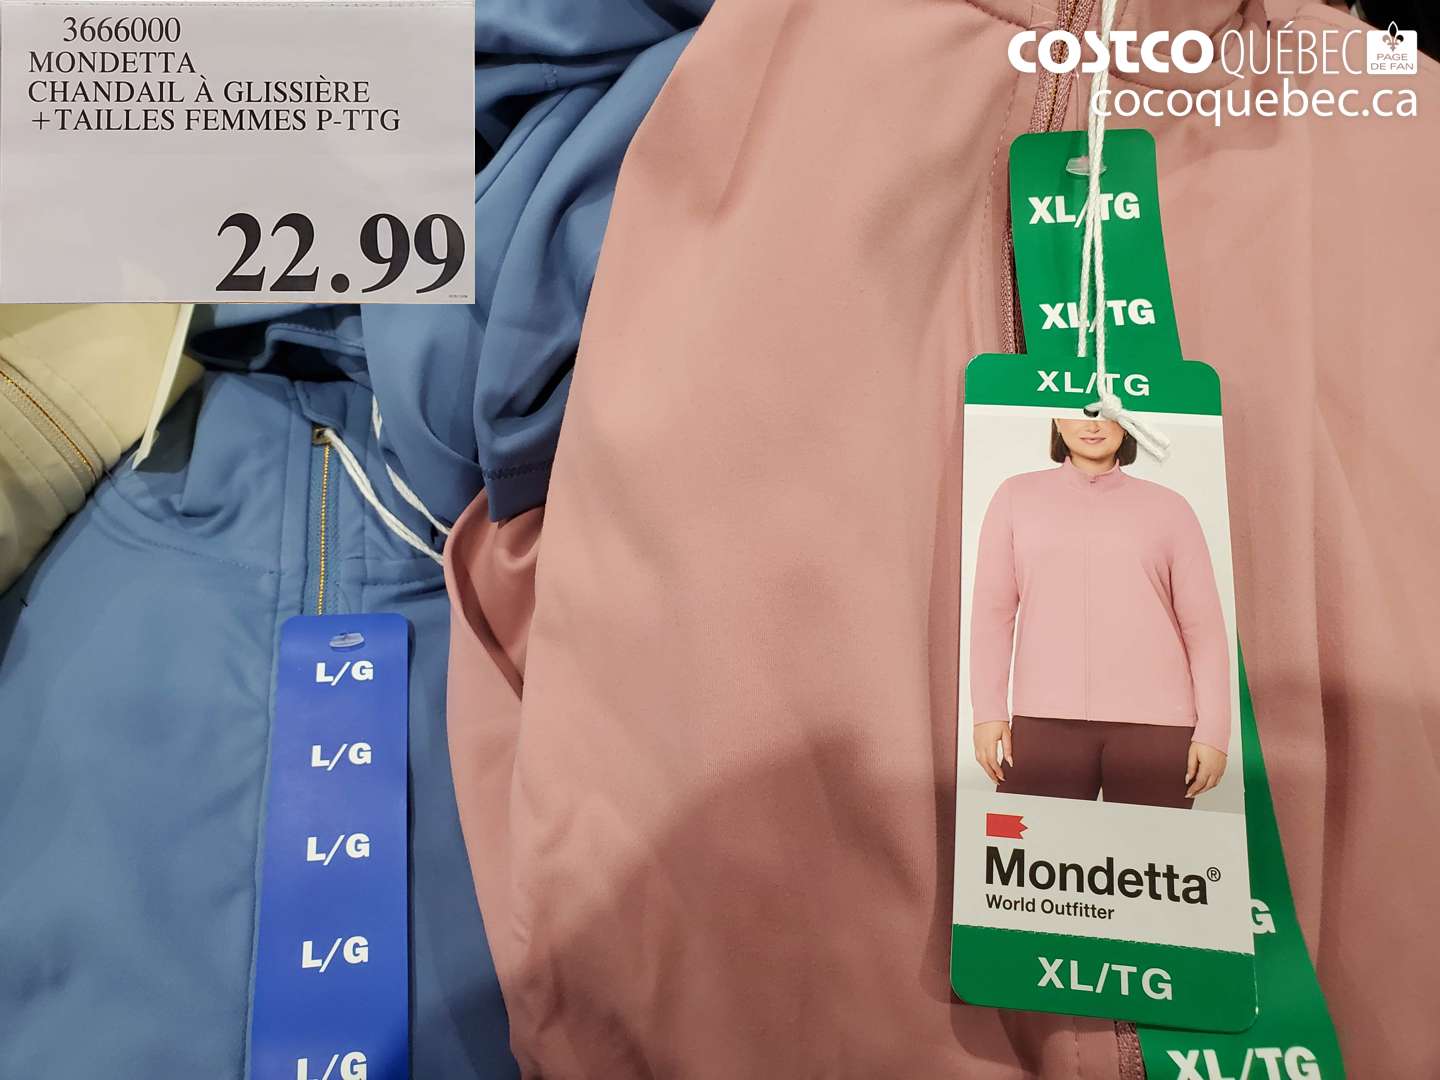 3666000
MONDETTA
CHANDAIL À GLISSIÈRE
+TAILLES FEMMES P-TTG
22.99
COSTCO QUÉBEC
PAGE
DE FAN
cocoquebec.ca
XL/TG
XL/TG
XL/TG
Mondetta®
World Outfitter
XL/TG
G
XL/TG
L/G
L/G
L/G
L/G
L/G